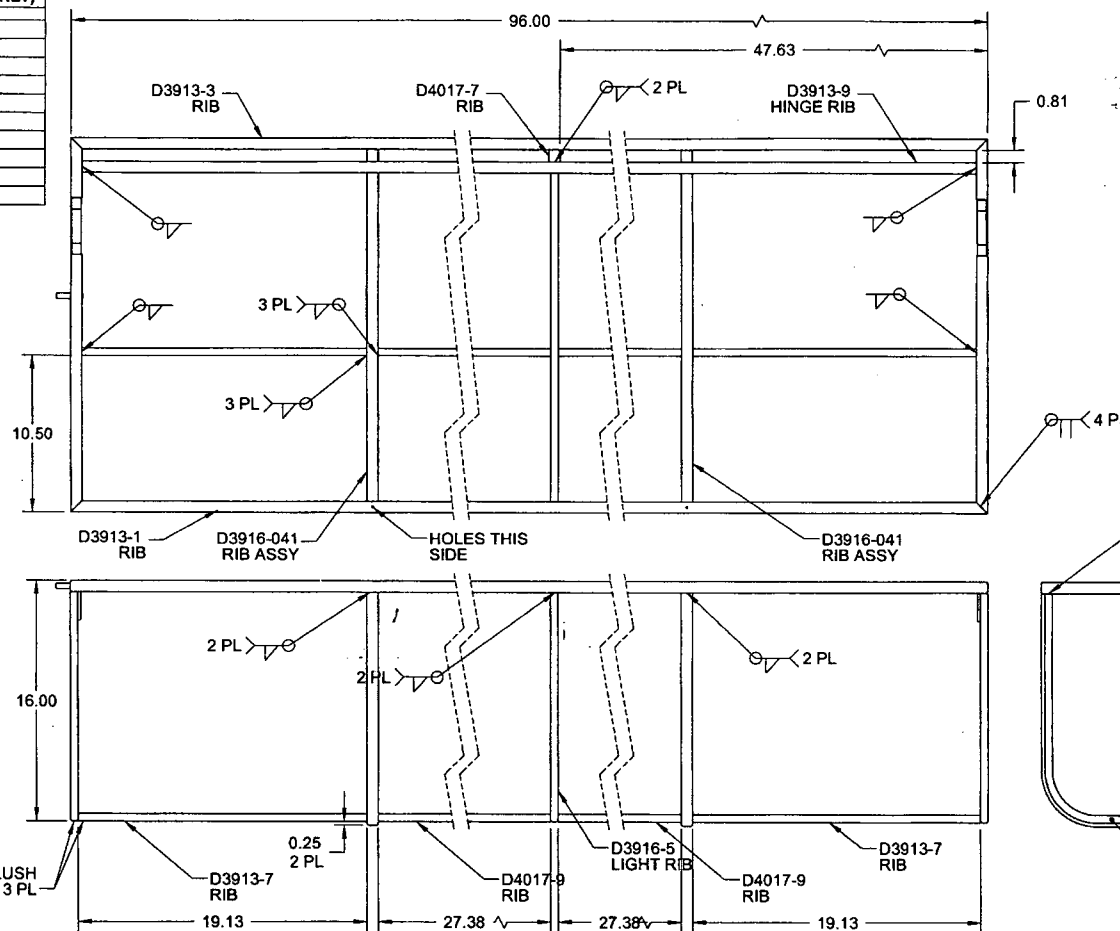 96.00
47.63
D3913-3
RIB
D4017-7
RIB
2 PL
D3913-9
HINGE RIB
0.81
3 PL
3 PL
10.50
4 P
D3913-1
RIB
D3916-041
RIB ASSY
HOLES THIS
SIDE
D3916-041
RIB ASSY
2 PL
2 PL
2 PL
16.00
0.25
2 PL
D3916-5
LIGHT RIB
D3913-7
RIB
LUSH
3 PL
D3913-7
RIB
D4017-9
RIB
D4017-9
RIB
19.13
27.38
27.38
19.13